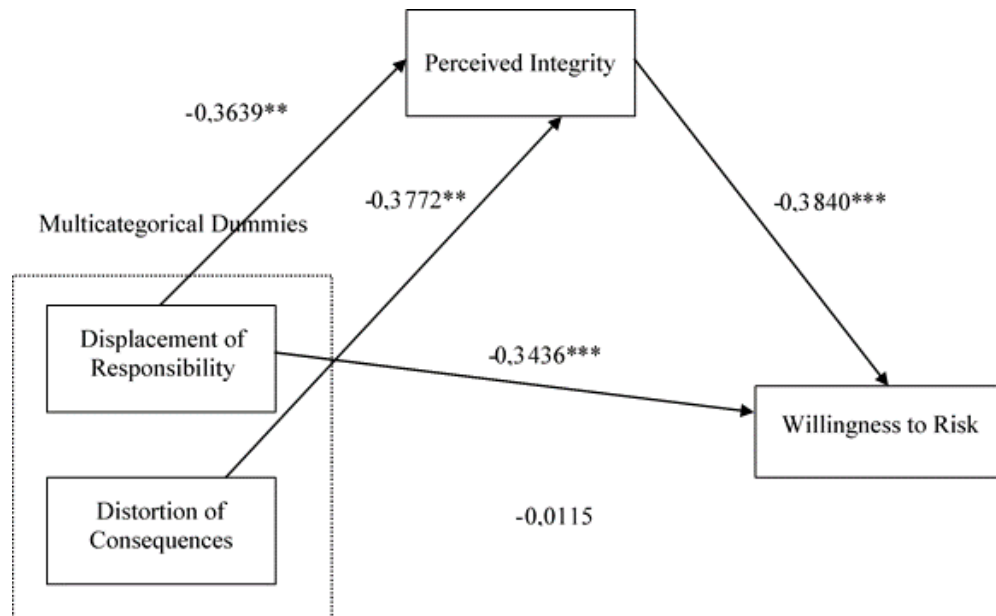 Perceived Integrity
-0,3639**
-0,3772**
-0,3840***
Multicategorical Dummies
Displacement of
Responsibility
-0,3436***
Willingness to Risk
Distortion of
Consequences
-0,0115